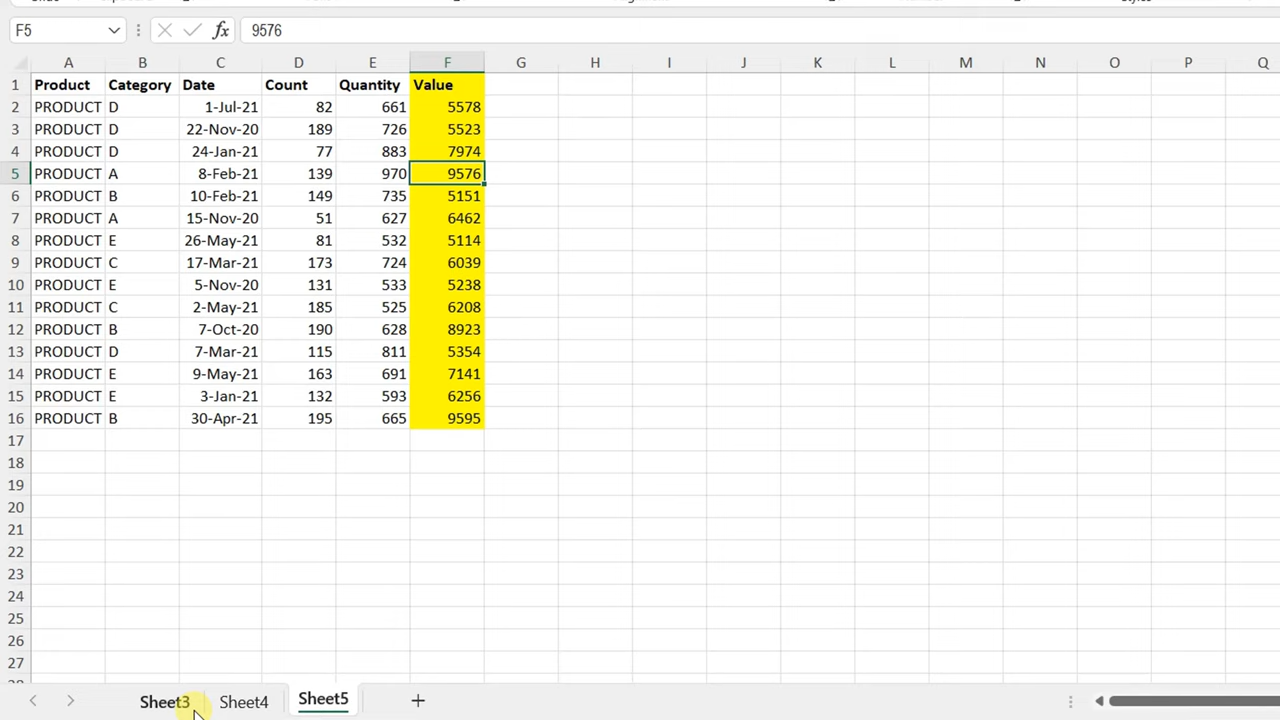 F5 fx 9576
A B C D E F G H I J K L M N O P Q
1 Product Category Date Count Quantity Value
2 PRODUCT D 1-Jul-21 82 661 5578
3 PRODUCT D 22-Nov-20 189 726 5523
4 PRODUCT D 24-Jan-21 77 883 7974
5 PRODUCT A 8-Feb-21 139 970 9576
6 PRODUCT B 10-Feb-21 149 735 5151
7 PRODUCT A 15-Nov-20 51 627 6462
8 PRODUCT E 26-May-21 81 532 5114
9 PRODUCT C 17-Mar-21 173 724 6039
10 PRODUCT E 5-Nov-20 131 533 5238
11 PRODUCT C 2-May-21 185 525 6208
12 PRODUCT B 7-Oct-20 190 628 8923
13 PRODUCT D 7-Mar-21 115 811 5354
14 PRODUCT E 9-May-21 163 691 7141
15 PRODUCT E 3-Jan-21 132 593 6256
16 PRODUCT B 30-Apr-21 195 665 9595
17
18
19
20
21
22
23
24
25
26
27
Sheet3 Sheet4 Sheet5